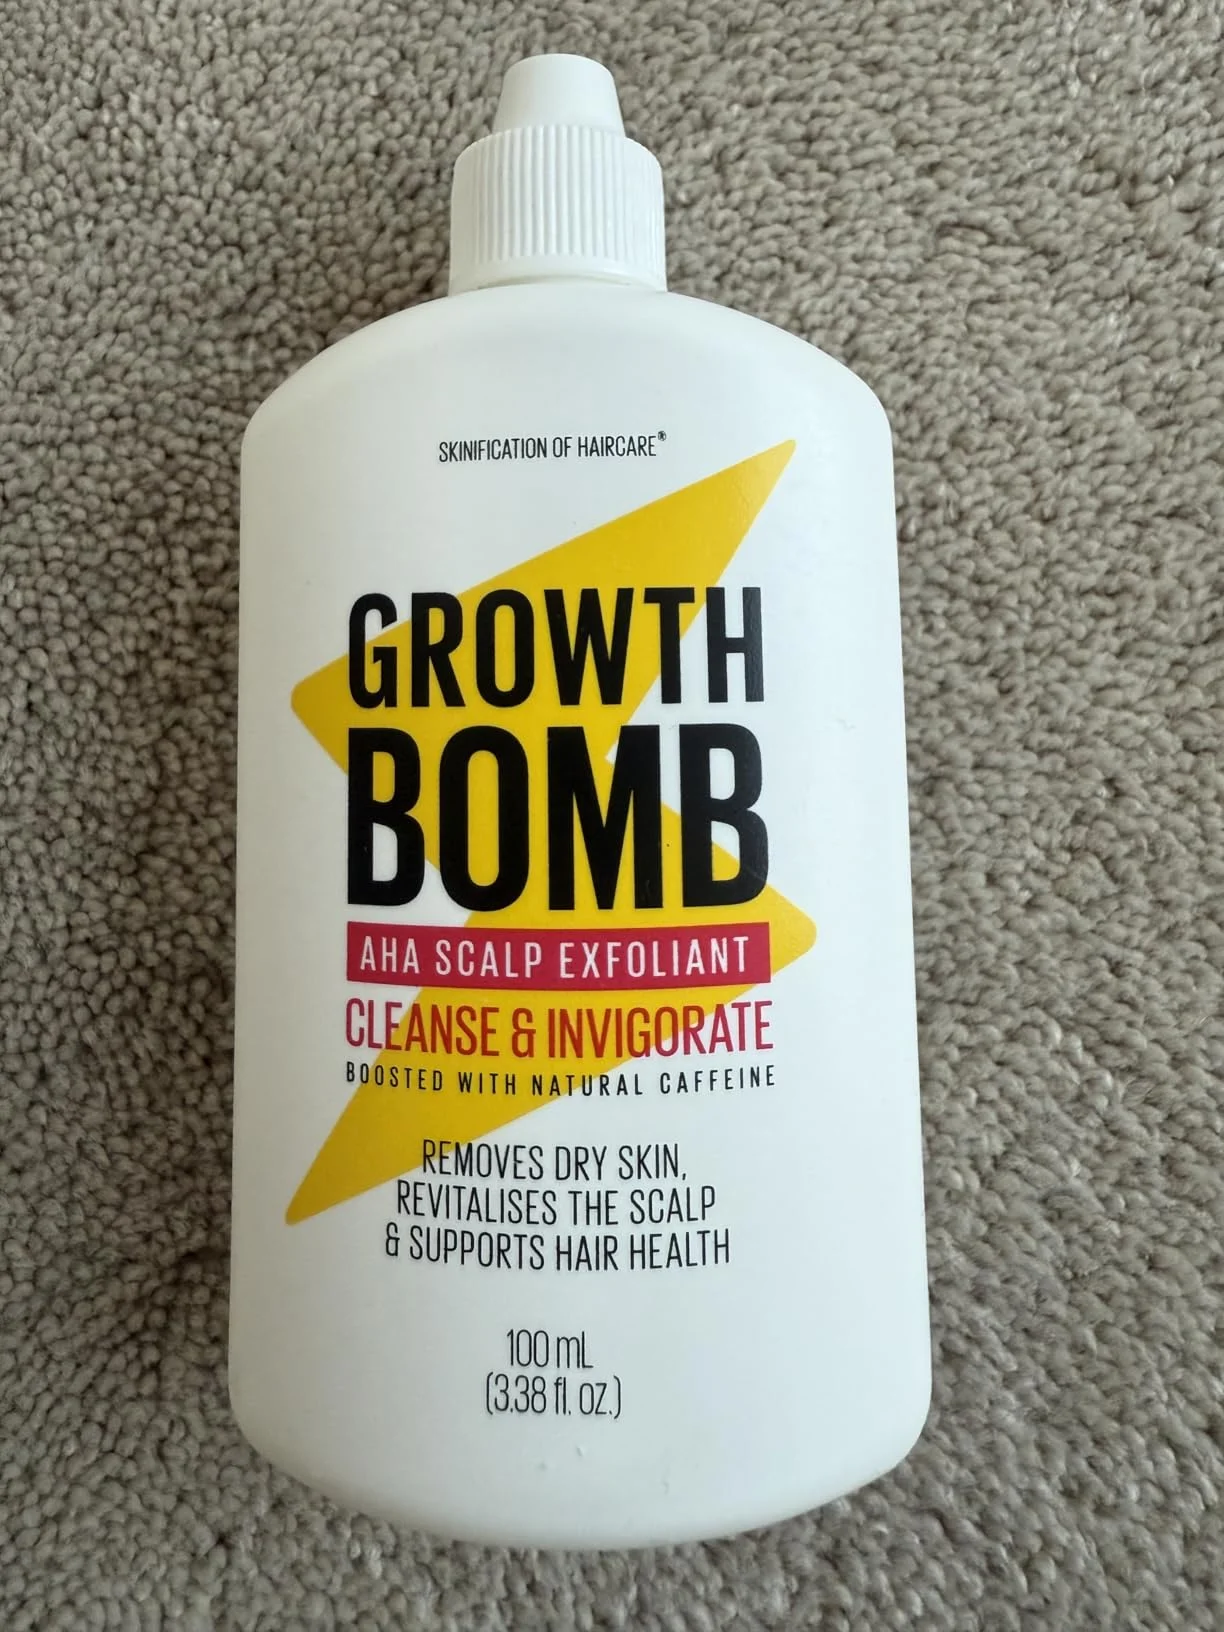 SKINIFICATION OF HAIRCARE®
GROWTH
BOMB
AHA SCALP EXFOLIANT
CLEANSE & INVIGORATE
BOOSTED WITH NATURAL CAFFEINE
REMOVES DRY SKIN,
REVITALISES THE SCALP
& SUPPORTS HAIR HEALTH
100 mL
(3.38 fl. oz.)